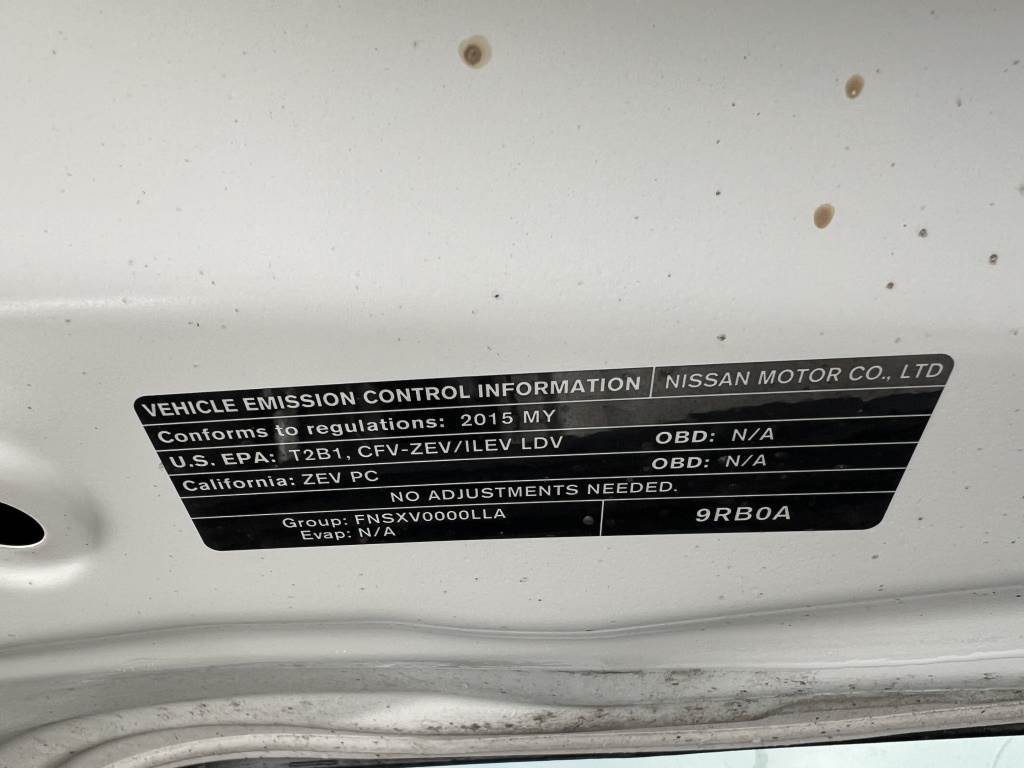 VEHICLE EMISSION CONTROL INFORMATION NISSAN MOTOR CO., LTD
Conforms to regulations: 2015 MY
U.S. EPA: T2B1, CFV-ZEV/ILEV LDV OBD: N/A
California: ZEV PC OBD: N/A
NO ADJUSTMENTS NEEDED.
Group: FNSXV0000LLA 9RB0A
Evap: N/A